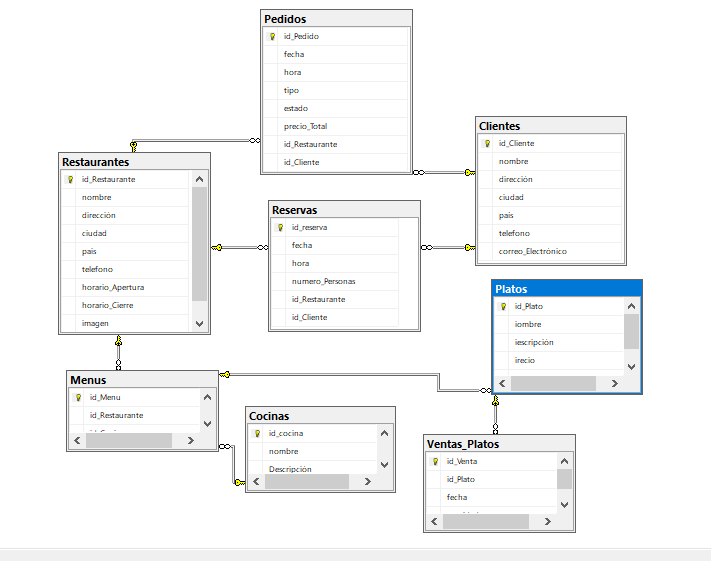 Pedidos
id_Pedido
fecha
hora
tipo
estado
precio_Total
id_Restaurante
id_Cliente
Clientes
id_Cliente
nombre
dirección
ciudad
pais
telefono
correo_Electrónico
Restaurantes
id_Restaurante
nombre
dirección
ciudad
pais
telefono
horario_Apertura
horario_Cierre
imagen
Reservas
id_reserva
fecha
hora
numero_Personas
id_Restaurante
id_Cliente
Platos
id_Plato
iombre
iescripción
irecio
Menus
id_Menu
id_Restaurante
Cocinas
id_cocina
nombre
Descripción
Ventas_Platos
id_Venta
id_Plato
fecha